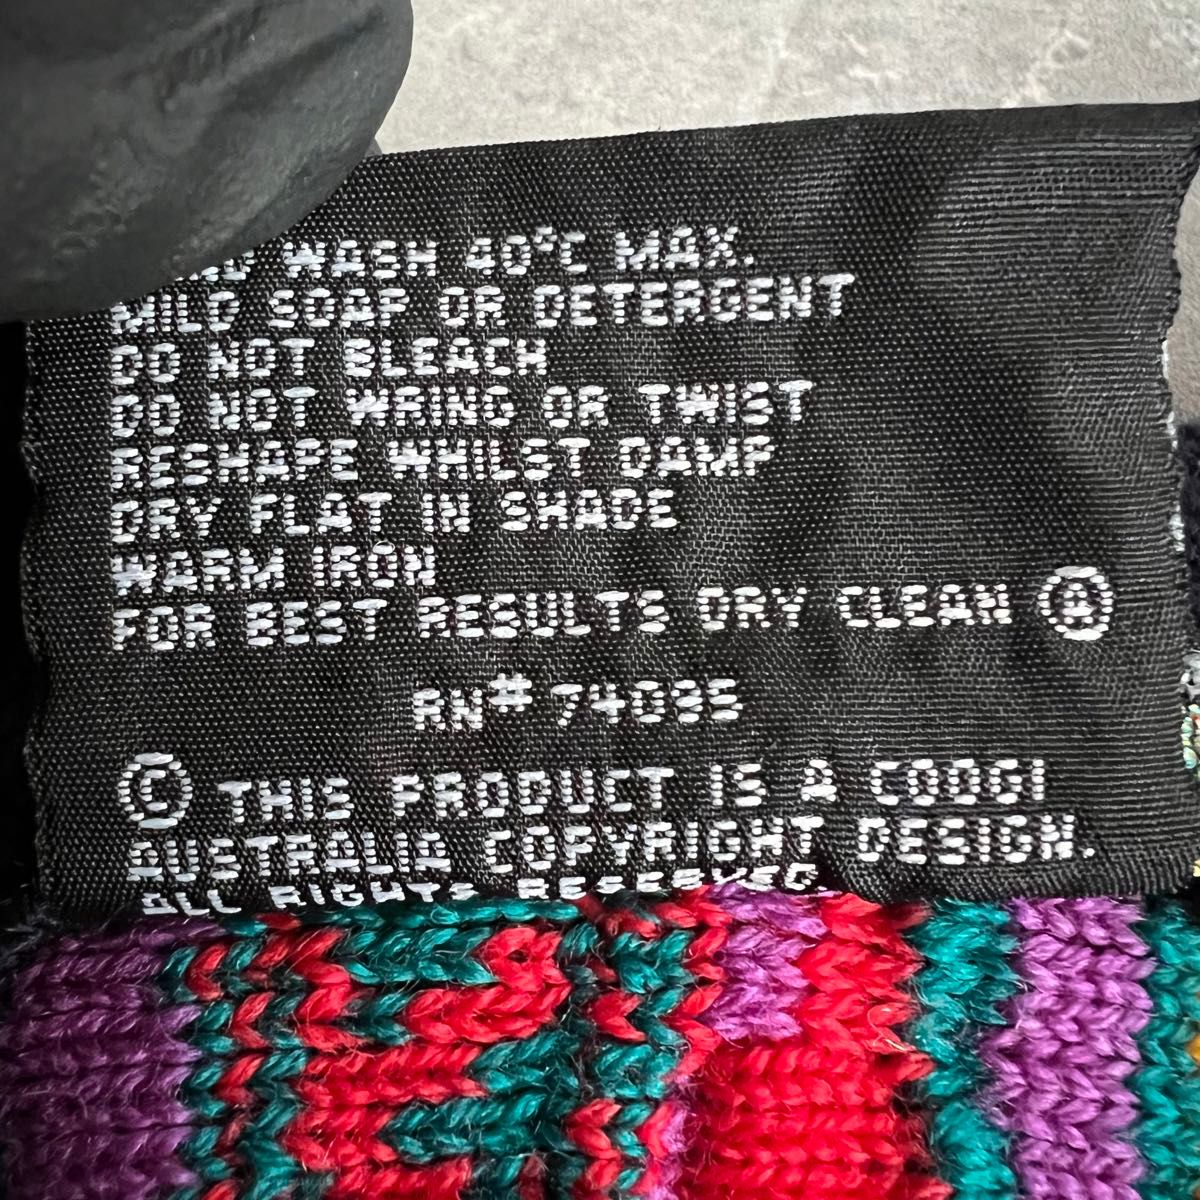 WASH 40°C MAX.
MILD SOAP OR DETERGENT
DO NOT BLEACH
DO NOT WRING OR TWIST
RESHAPE WHILST DAMP
DRY FLAT IN SHADE
WARM IRON
FOR BEST RESULTS DRY CLEAN Ⓐ
RN# 74095
© THIS PRODUCT IS A COOGI
AUSTRALIA COPYRIGHT DESIGN.
ALL RIGHTS RESERVED.